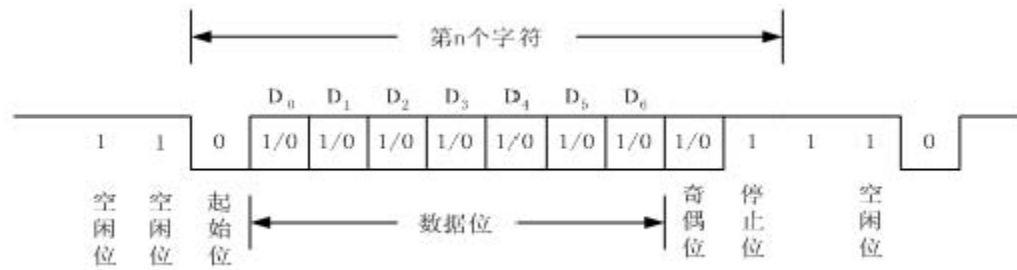 第n个字符
D₀ D₁ D₂ D₃ D₄ D₅ D₆
1 1 0 1/0 1/0 1/0 1/0 1/0 1/0 1/0 1/0 1 1 1 0
空闲位 空闲位 起始位 数据位 奇偶位 停止位 空闲位